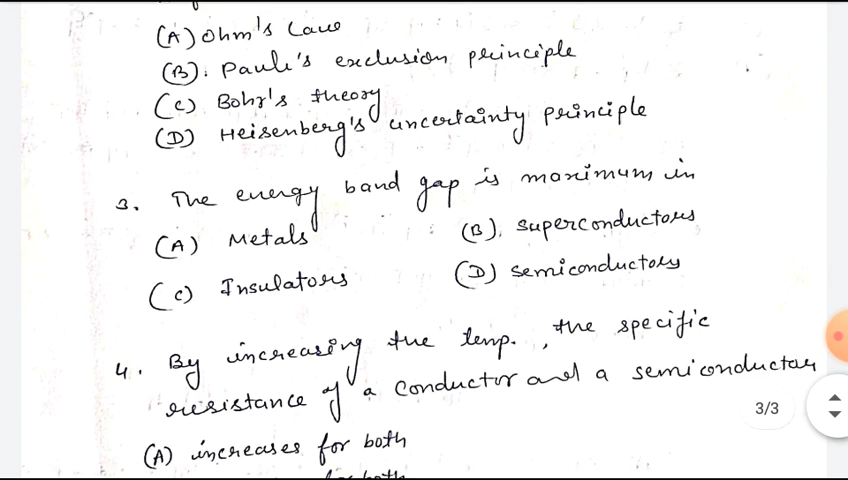 (A) Ohm's Law
(B). Pauli's exclusion principle
(C) Bohr's theory
(D) Heisenberg's uncertainty principle
3. The energy band gap is maximum in
(A) Metals (B). superconductors
(C) Insulators (D) semiconductors
4. By increasing the temp., the specific
resistance of a conductor and a semiconductor
3/3
(A) increases for both